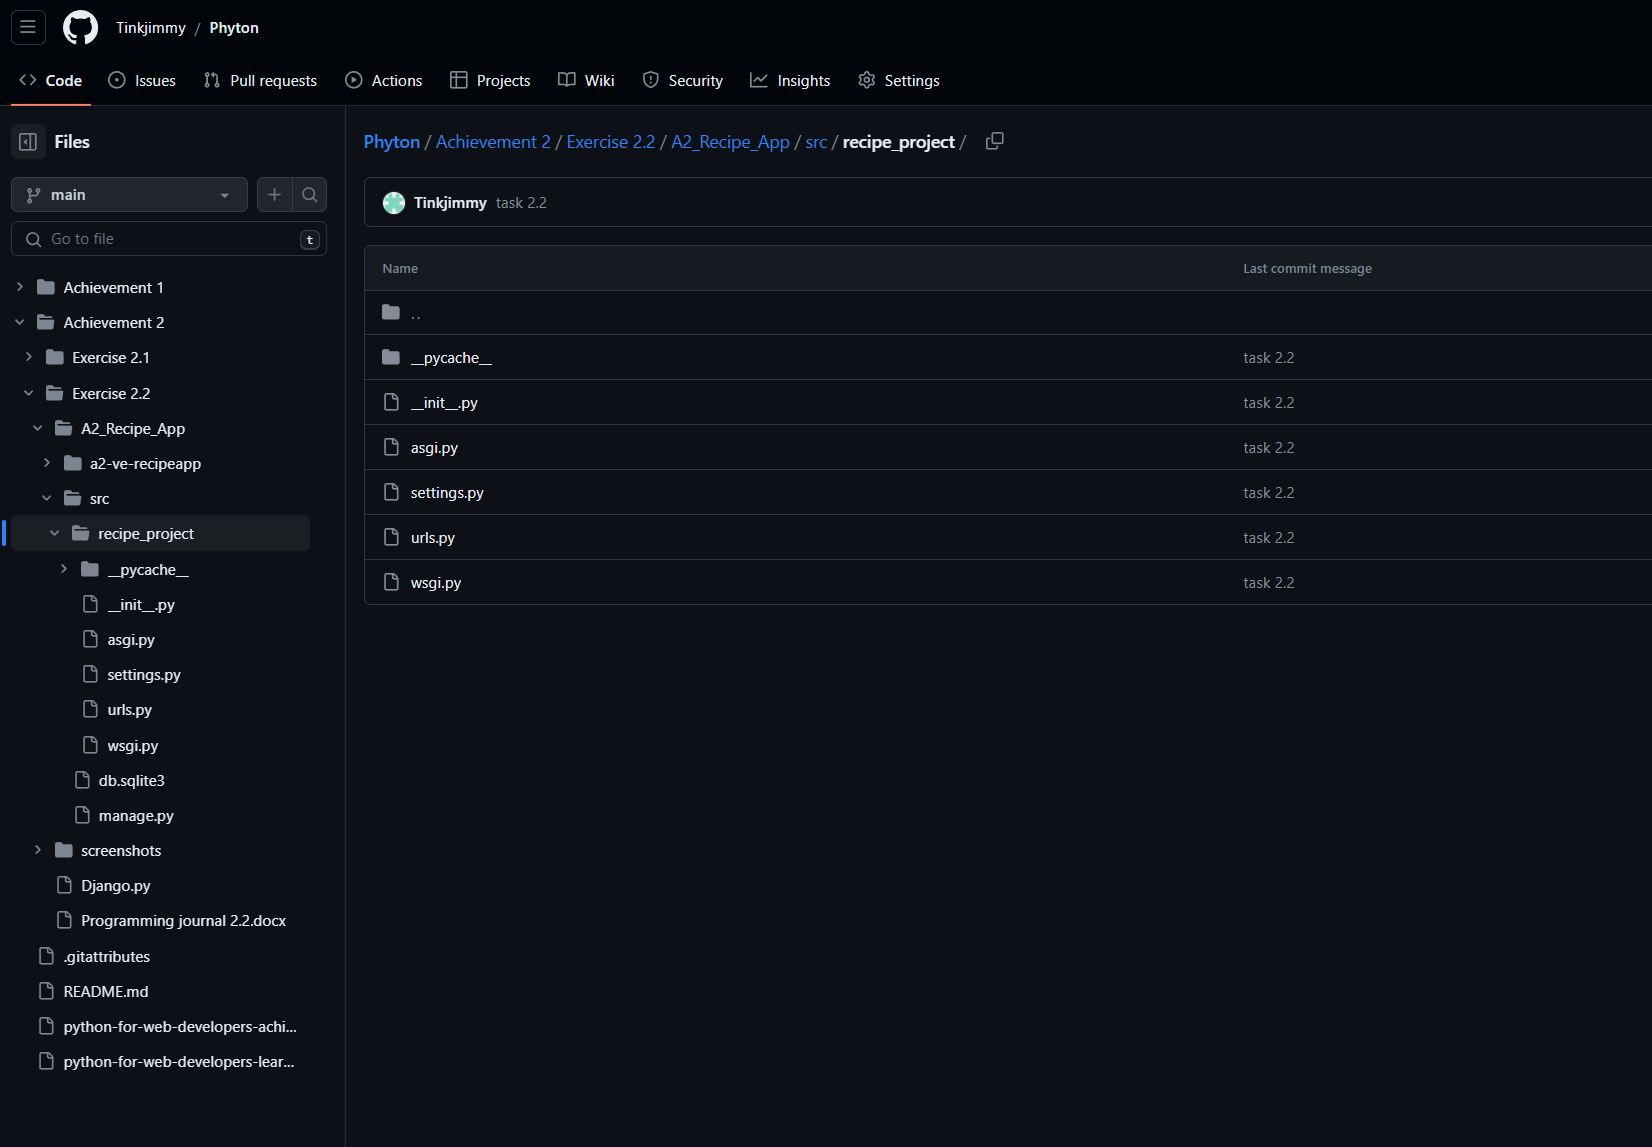 Tinkjimmy / Phyton
Code Issues Pull requests Actions Projects Wiki Security Insights Settings
Files
main
Go to file t
Achievement 1
Achievement 2
Exercise 2.1
Exercise 2.2
A2_Recipe_App
a2-ve-recipeapp
src
recipe_project
__pycache__
__init__.py
asgi.py
settings.py
urls.py
wsgi.py
db.sqlite3
manage.py
screenshots
Django.py
Programming journal 2.2.docx
.gitattributes
README.md
python-for-web-developers-achi...
python-for-web-developers-lear...
Phyton / Achievement 2 / Exercise 2.2 / A2_Recipe_App / src / recipe_project /
Tinkjimmy task 2.2
Name Last commit message
..
__pycache__ task 2.2
__init__.py task 2.2
asgi.py task 2.2
settings.py task 2.2
urls.py task 2.2
wsgi.py task 2.2